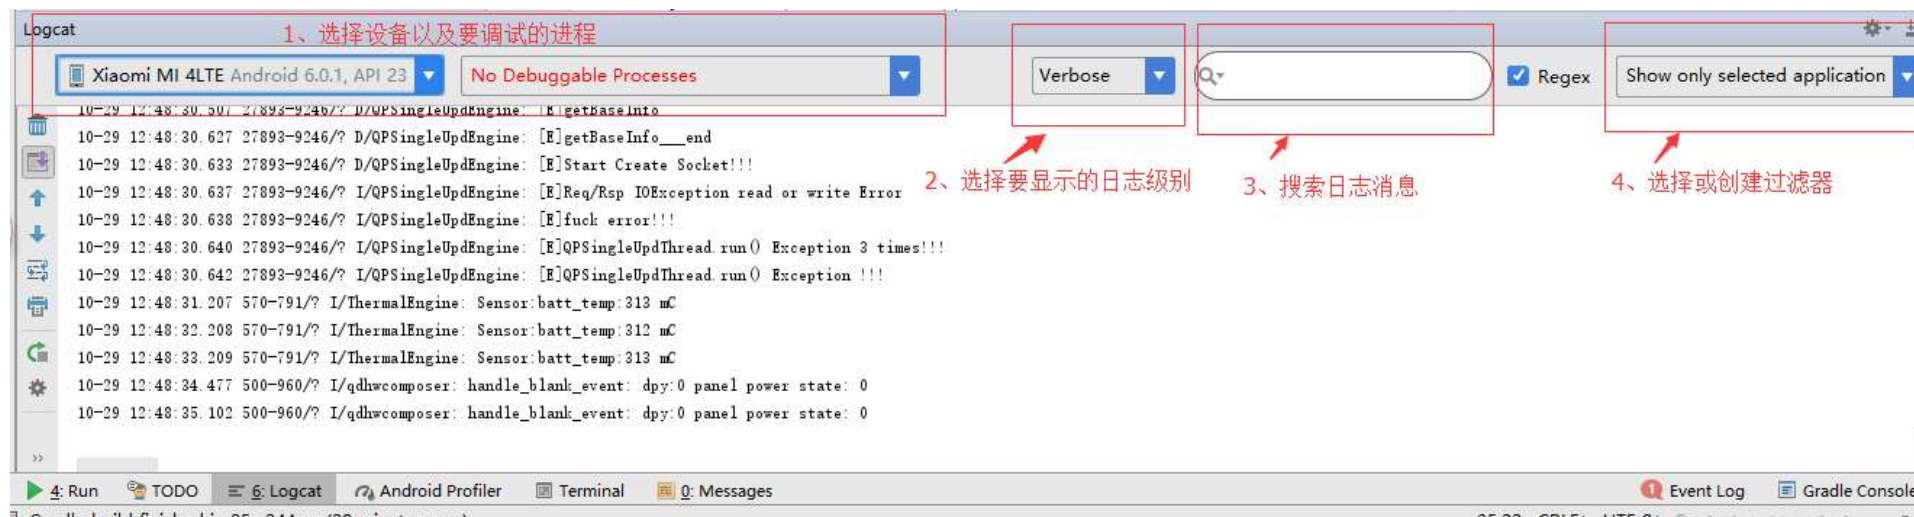 Logcat
1、选择设备以及要调试的进程
Xiaomi MI 4LTE Android 6.0.1, API 23
No Debuggable Processes
Verbose
Regex
Show only selected application
10-29 12:48:30.507 27893-9246/? D/QPSingleUpdEngine: [E]getBaseInfo
10-29 12:48:30.627 27893-9246/? D/QPSingleUpdEngine: [E]getBaseInfo___end
10-29 12:48:30.633 27893-9246/? D/QPSingleUpdEngine: [E]Start Create Socket!!!
10-29 12:48:30.637 27893-9246/? I/QPSingleUpdEngine: [E]Req/Rsp IOException read or write Error
10-29 12:48:30.638 27893-9246/? I/QPSingleUpdEngine: [E]fuck error!!!
10-29 12:48:30.640 27893-9246/? I/QPSingleUpdEngine: [E]QPSingleUpdThread.run() Exception 3 times!!!
10-29 12:48:30.642 27893-9246/? I/QPSingleUpdEngine: [E]QPSingleUpdThread.run() Exception !!!
10-29 12:48:31.207 570-791/? I/ThermalEngine: Sensor:batt_temp:313 mC
10-29 12:48:32.208 570-791/? I/ThermalEngine: Sensor:batt_temp:312 mC
10-29 12:48:33.209 570-791/? I/ThermalEngine: Sensor:batt_temp:313 mC
10-29 12:48:34.477 500-960/? I/qdhwcomposer: handle_blank_event: dpy:0 panel power state: 0
10-29 12:48:35.102 500-960/? I/qdhwcomposer: handle_blank_event: dpy:0 panel power state: 0
2、选择要显示的日志级别
3、搜索日志消息
4、选择或创建过滤器
4: Run
TODO
6: Logcat
Android Profiler
Terminal
0: Messages
1
Event Log
Gradle Console